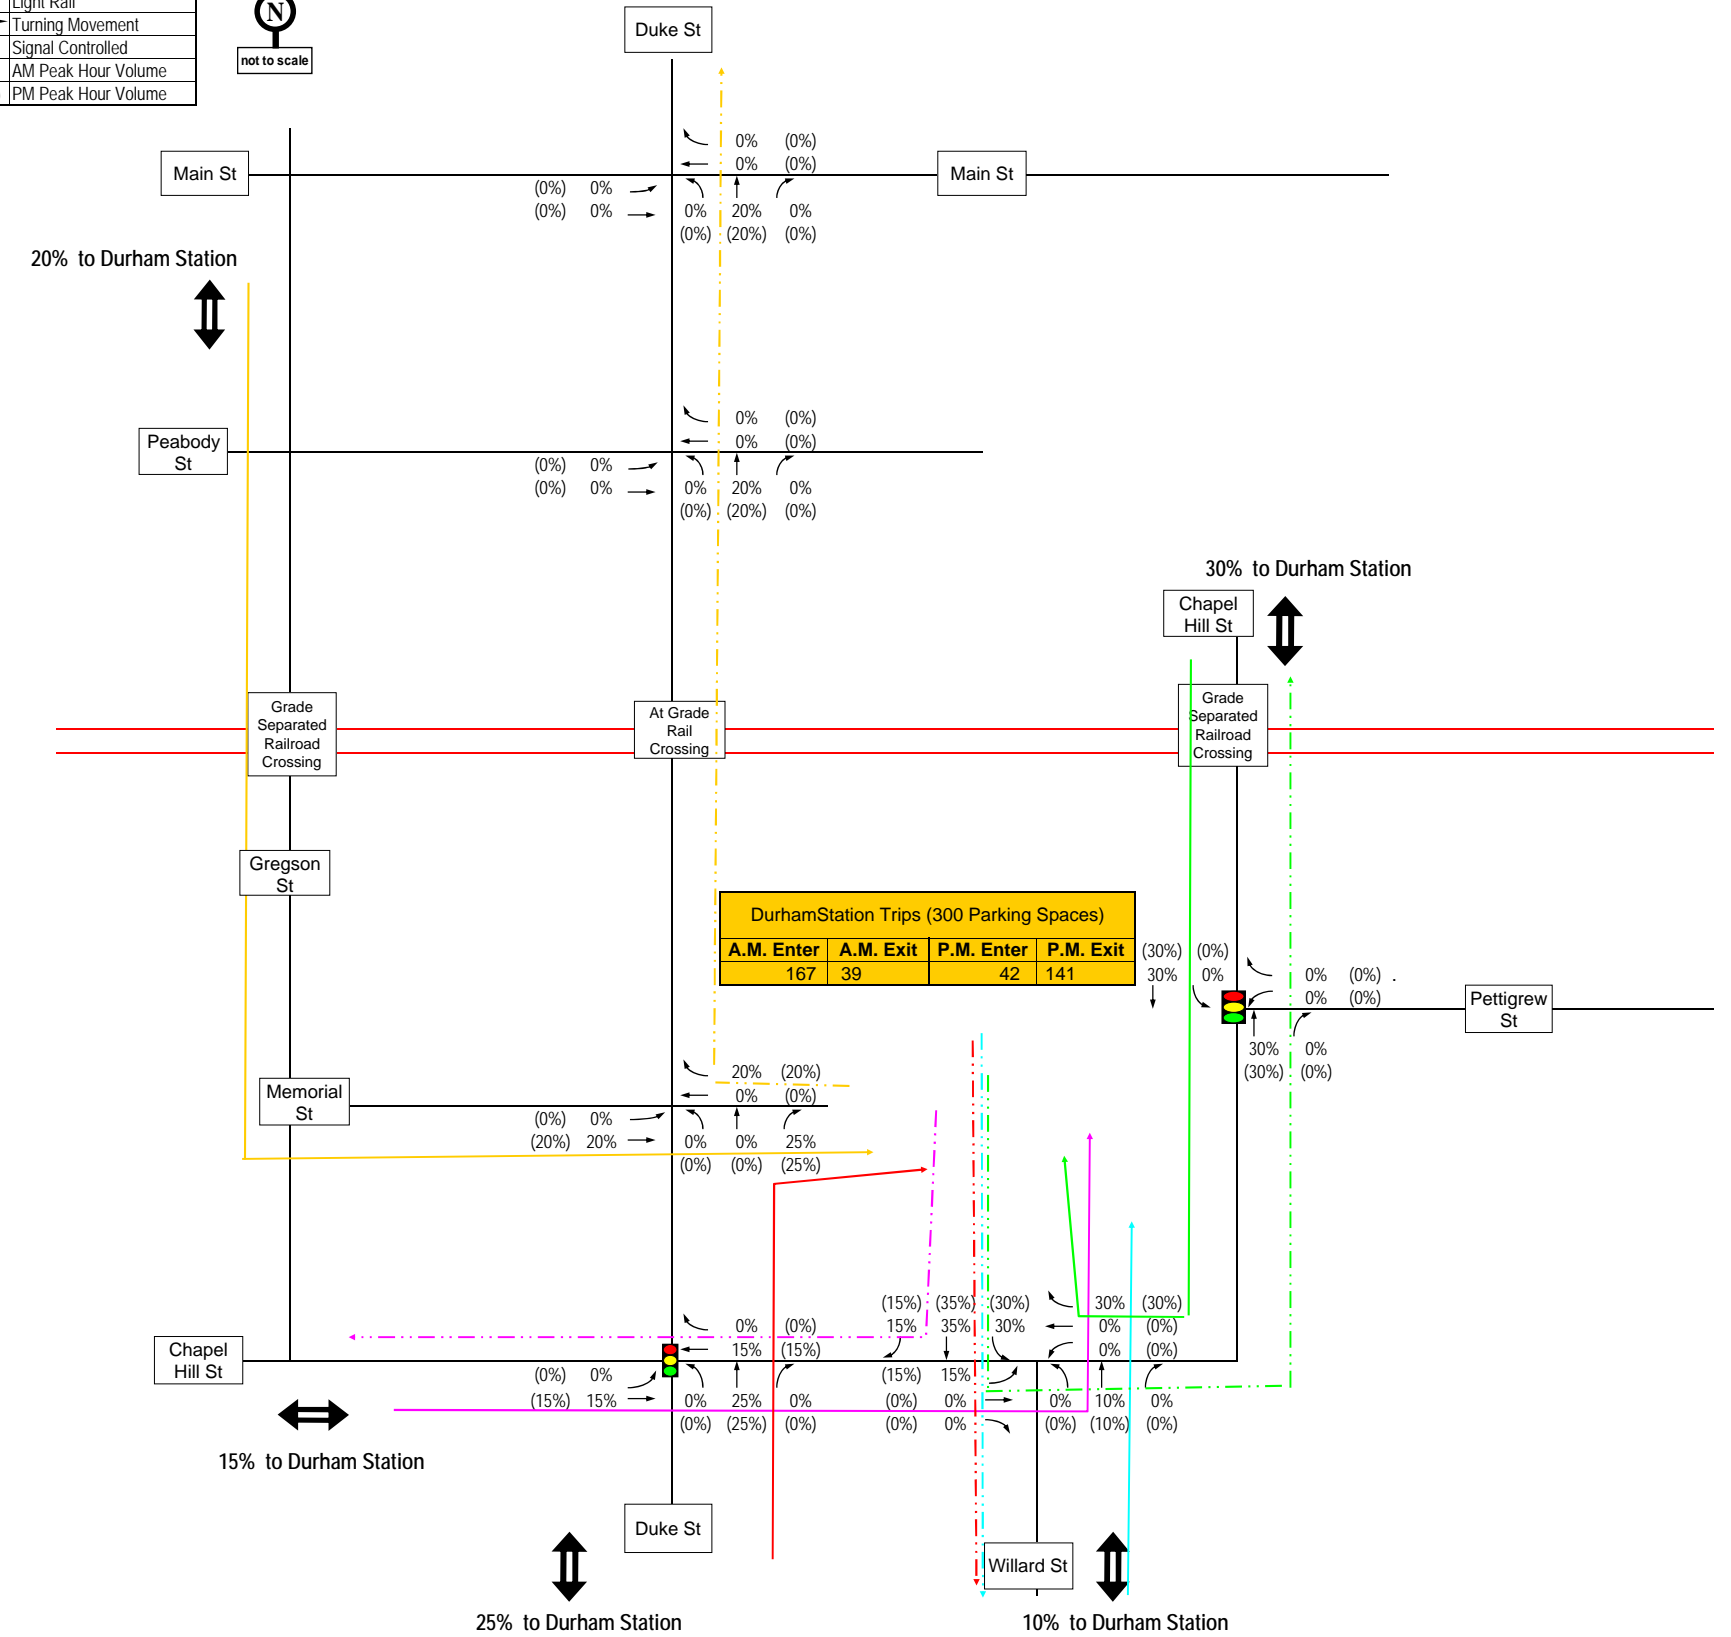 Light Rail
Turning Movement
Signal Controlled
AM Peak Hour Volume
PM Peak Hour Volume
N
not to scale
Duke St
0% (0%)
0% (0%)
Main St
Main St
(0%) 0%
(0%) 0%
0% 20% 0%
(0%) (20%) (0%)
20% to Durham Station
0% (0%)
0% (0%)
Peabody
St
(0%) 0%
(0%) 0%
0% 20% 0%
(0%) (20%) (0%)
30% to Durham Station
Chapel
Hill St
Grade
Separated
Railroad
Crossing
At Grade
Rail
Crossing
Grade
Separated
Railroad
Crossing
Gregson
St
DurhamStation Trips (300 Parking Spaces)
A.M. Enter A.M. Exit P.M. Enter P.M. Exit
167 39 42 141
(30%) (0%)
30% 0%
0% (0%) .
0% (0%)
Pettigrew
St
30% 0%
(30%) (0%)
Memorial
St
20% (20%)
0% (0%)
(0%) 0%
(20%) 20%
0% 0% 25%
(0%) (0%) (25%)
(15%) (35%) (30%)
15% 35% 30%
30% (30%)
0% (0%)
0% (0%)
0% (0%)
15% (15%)
Chapel
Hill St
(0%) 0%
(15%) 15%
0% 25% 0%
(0%) (25%) (0%)
(15%) 15%
(0%) 0%
(0%) 0%
0% 10% 0%
(0%) (10%) (0%)
15% to Durham Station
Duke St
Willard St
25% to Durham Station
10% to Durham Station